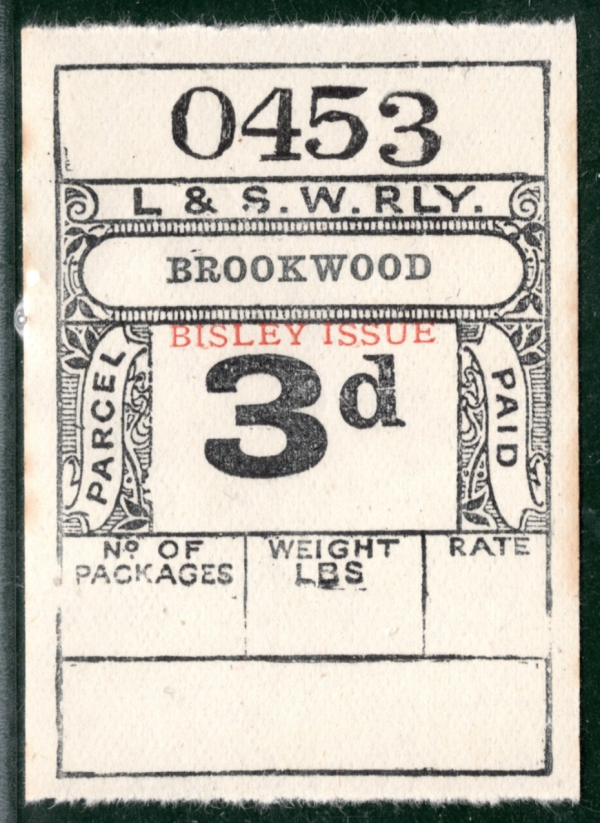 0453
L & S.W.RLY.
BROOKWOOD
BISLEY ISSUE
PARCEL
3d
PAID
Nº OF
PACKAGES
WEIGHT
LBS
RATE